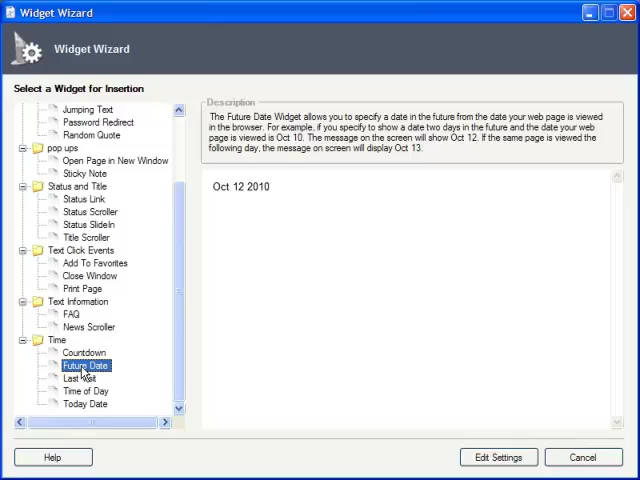 Widget Wizard
Widget Wizard
Select a Widget for Insertion
Jumping Text
Password Redirect
Random Quote
pop ups
Open Page in New Window
Sticky Note
Status and Title
Status Link
Status Scroller
Status SlideIn
Title Scroller
Text Click Events
Add To Favorites
Close Window
Print Page
Text Information
FAQ
News Scroller
Time
Countdown
Future Date
Last Visit
Time of Day
Today Date
Description
The Future Date Widget allows you to specify a date in the future from the date your web page is viewed
in the browser. For example, if you specify to show a date two days in the future and the date your web
page is viewed is Oct 10. The message on the screen will show Oct 12. If the same page is viewed the
following day, the message on screen will display Oct 13.
Oct 12 2010
Help
Edit Settings
Cancel